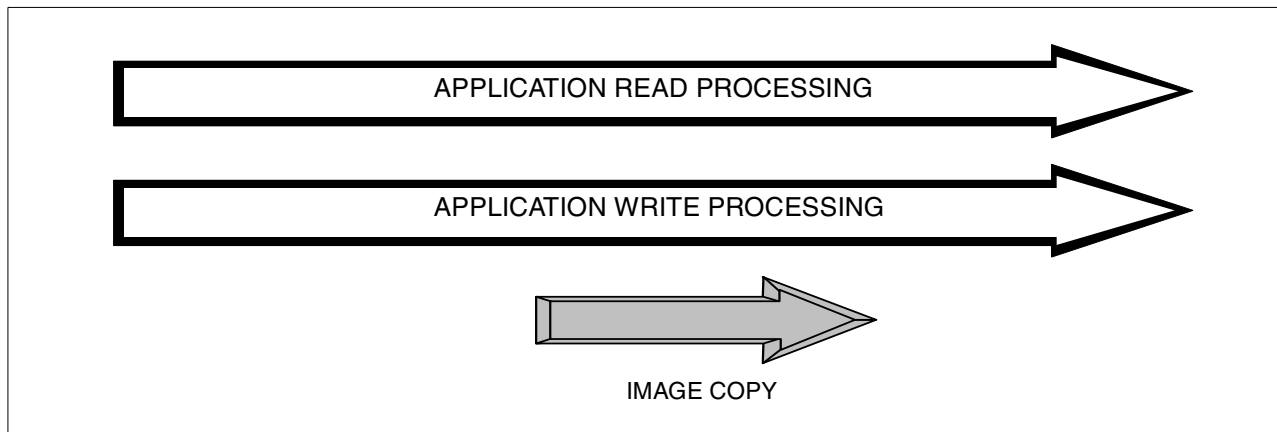 APPLICATION READ PROCESSING
APPLICATION WRITE PROCESSING
IMAGE COPY